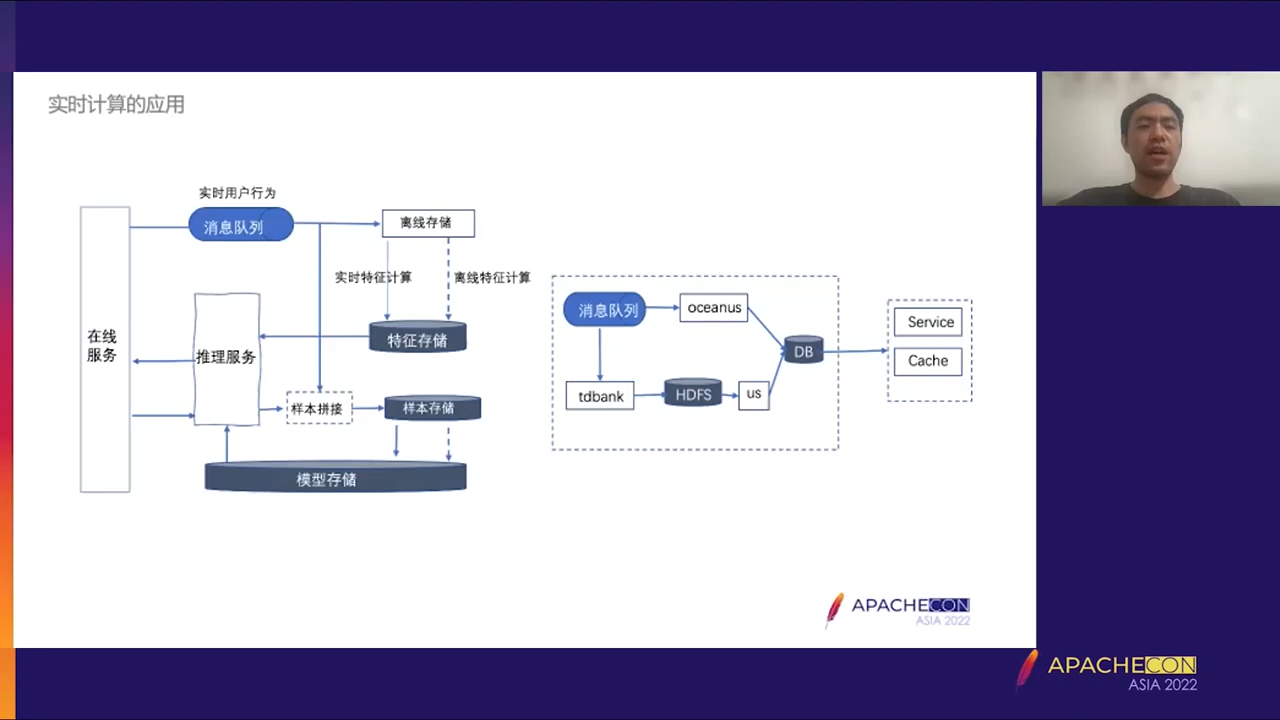 实时计算的应用
实时用户行为
消息队列
离线存储
实时特征计算
离线特征计算
特征存储
在线
服务
推理服务
样本拼接
样本存储
模型存储
消息队列
oceanus
DB
tdbank
HDFS
us
Service
Cache
APACHECON
ASIA 2022
APACHECON
ASIA 2022